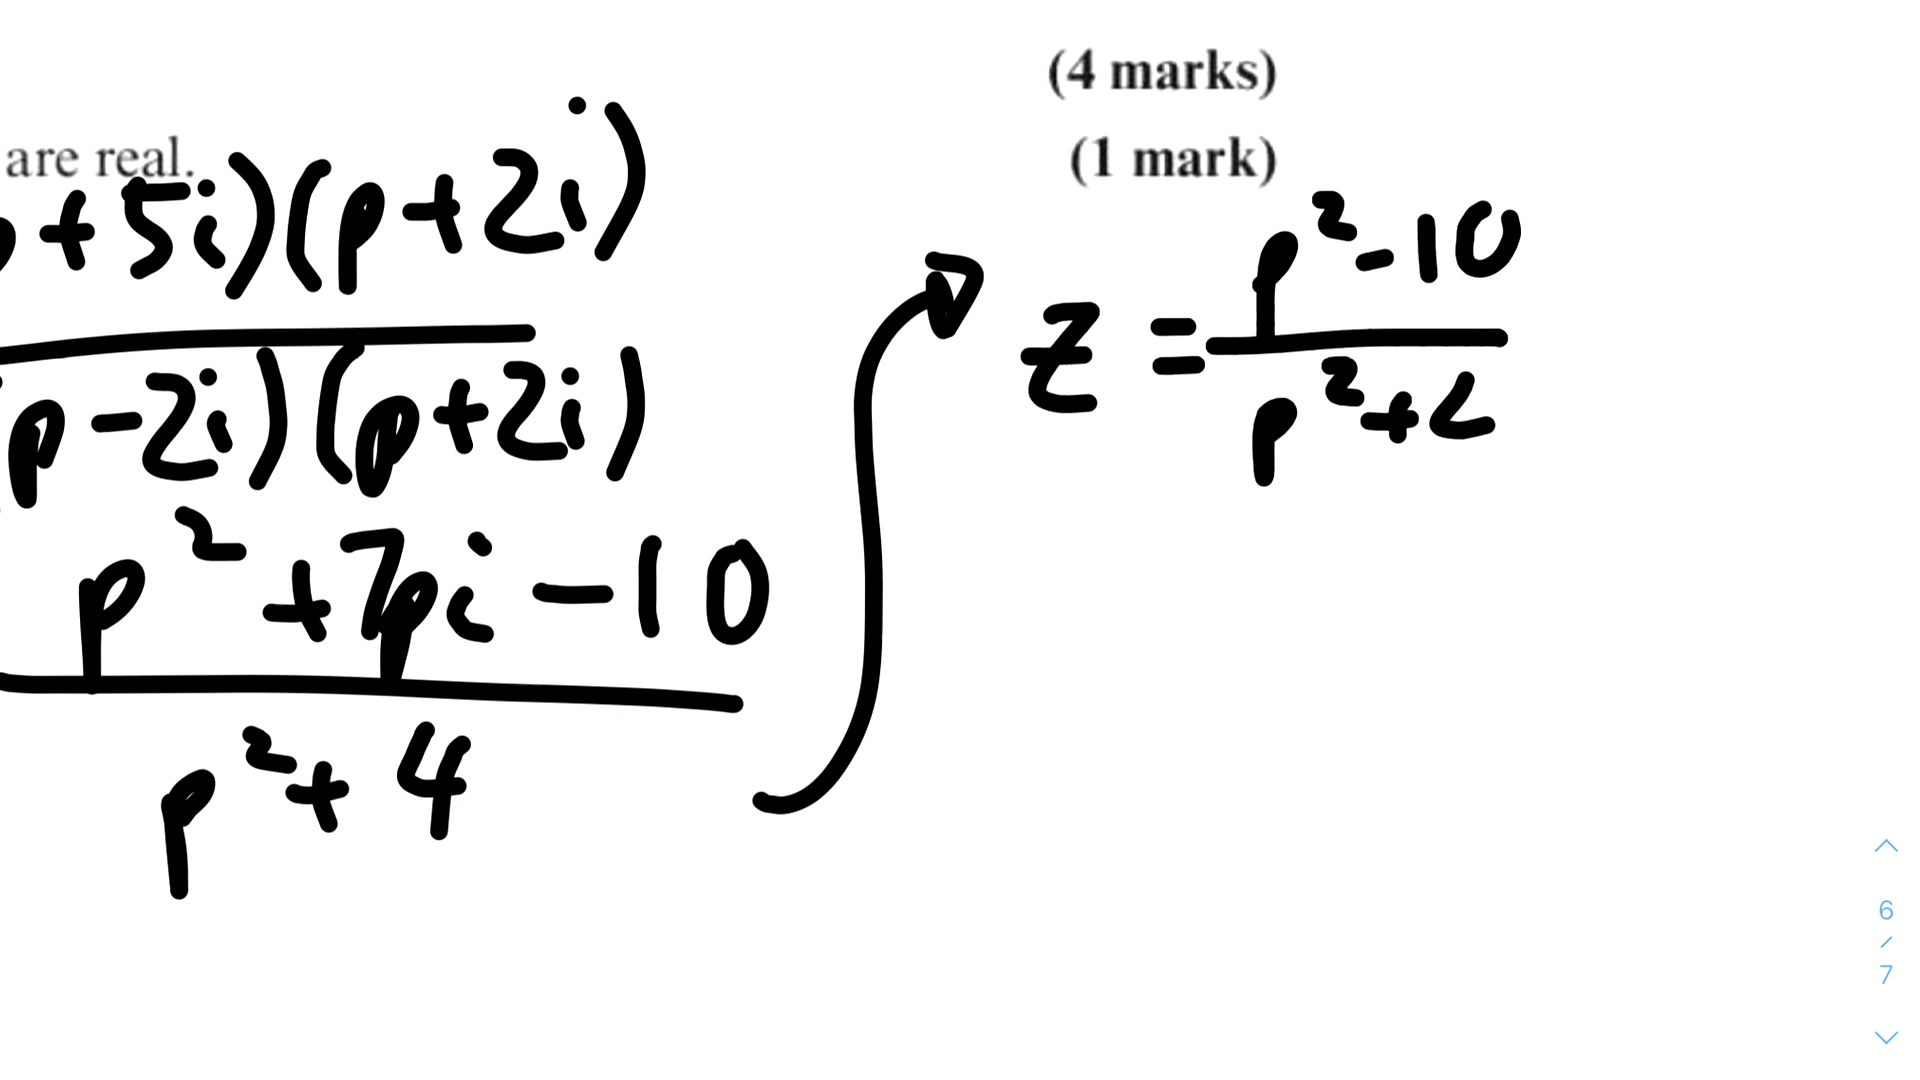 (4 marks)
are real.
(1 mark)
+ 5i)(p + 2i)
(p - 2i)(p + 2i)
p² + 7pi - 10
p² + 4
z = p² - 10
p² + 2
6
/
7